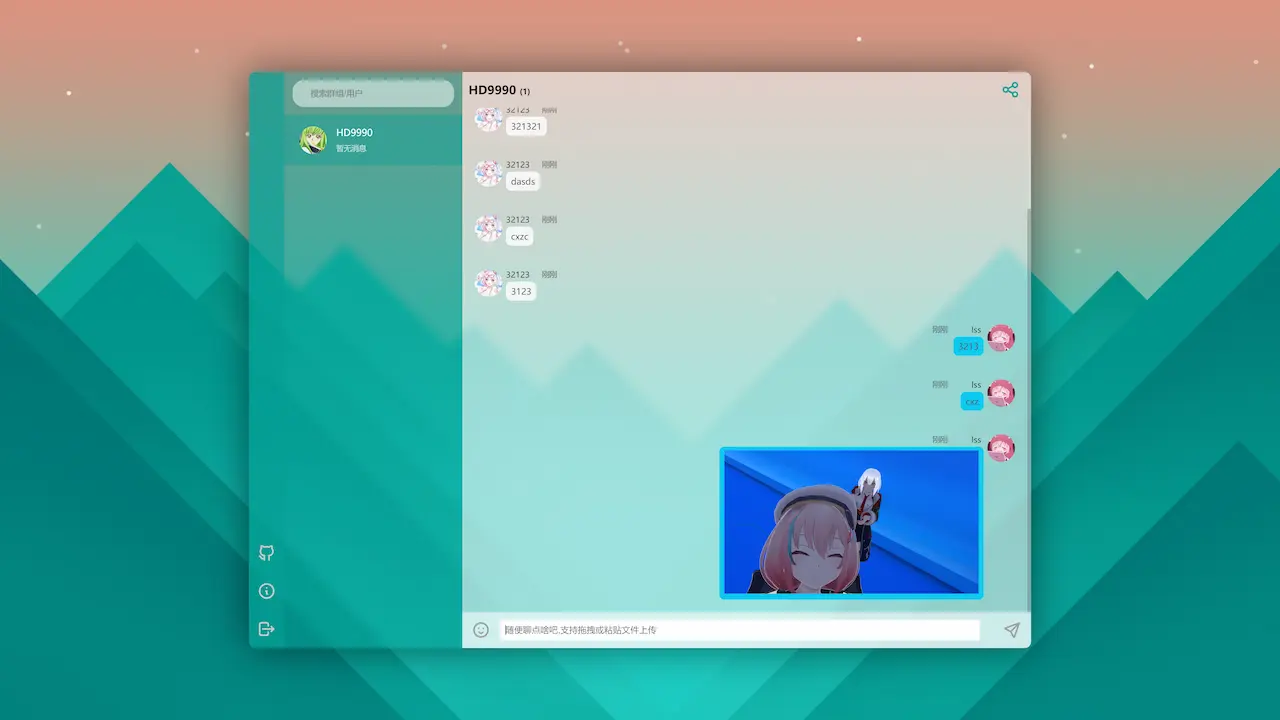 搜索群组/用户
HD9990
暂无消息
HD9990 (1)
32123 刚刚
321321
32123 刚刚
dasds
32123 刚刚
cxzc
32123 刚刚
3123
刚刚 lss
3213
刚刚 lss
cxz
刚刚 lss
随便聊点啥吧,支持拖拽或粘贴文件上传